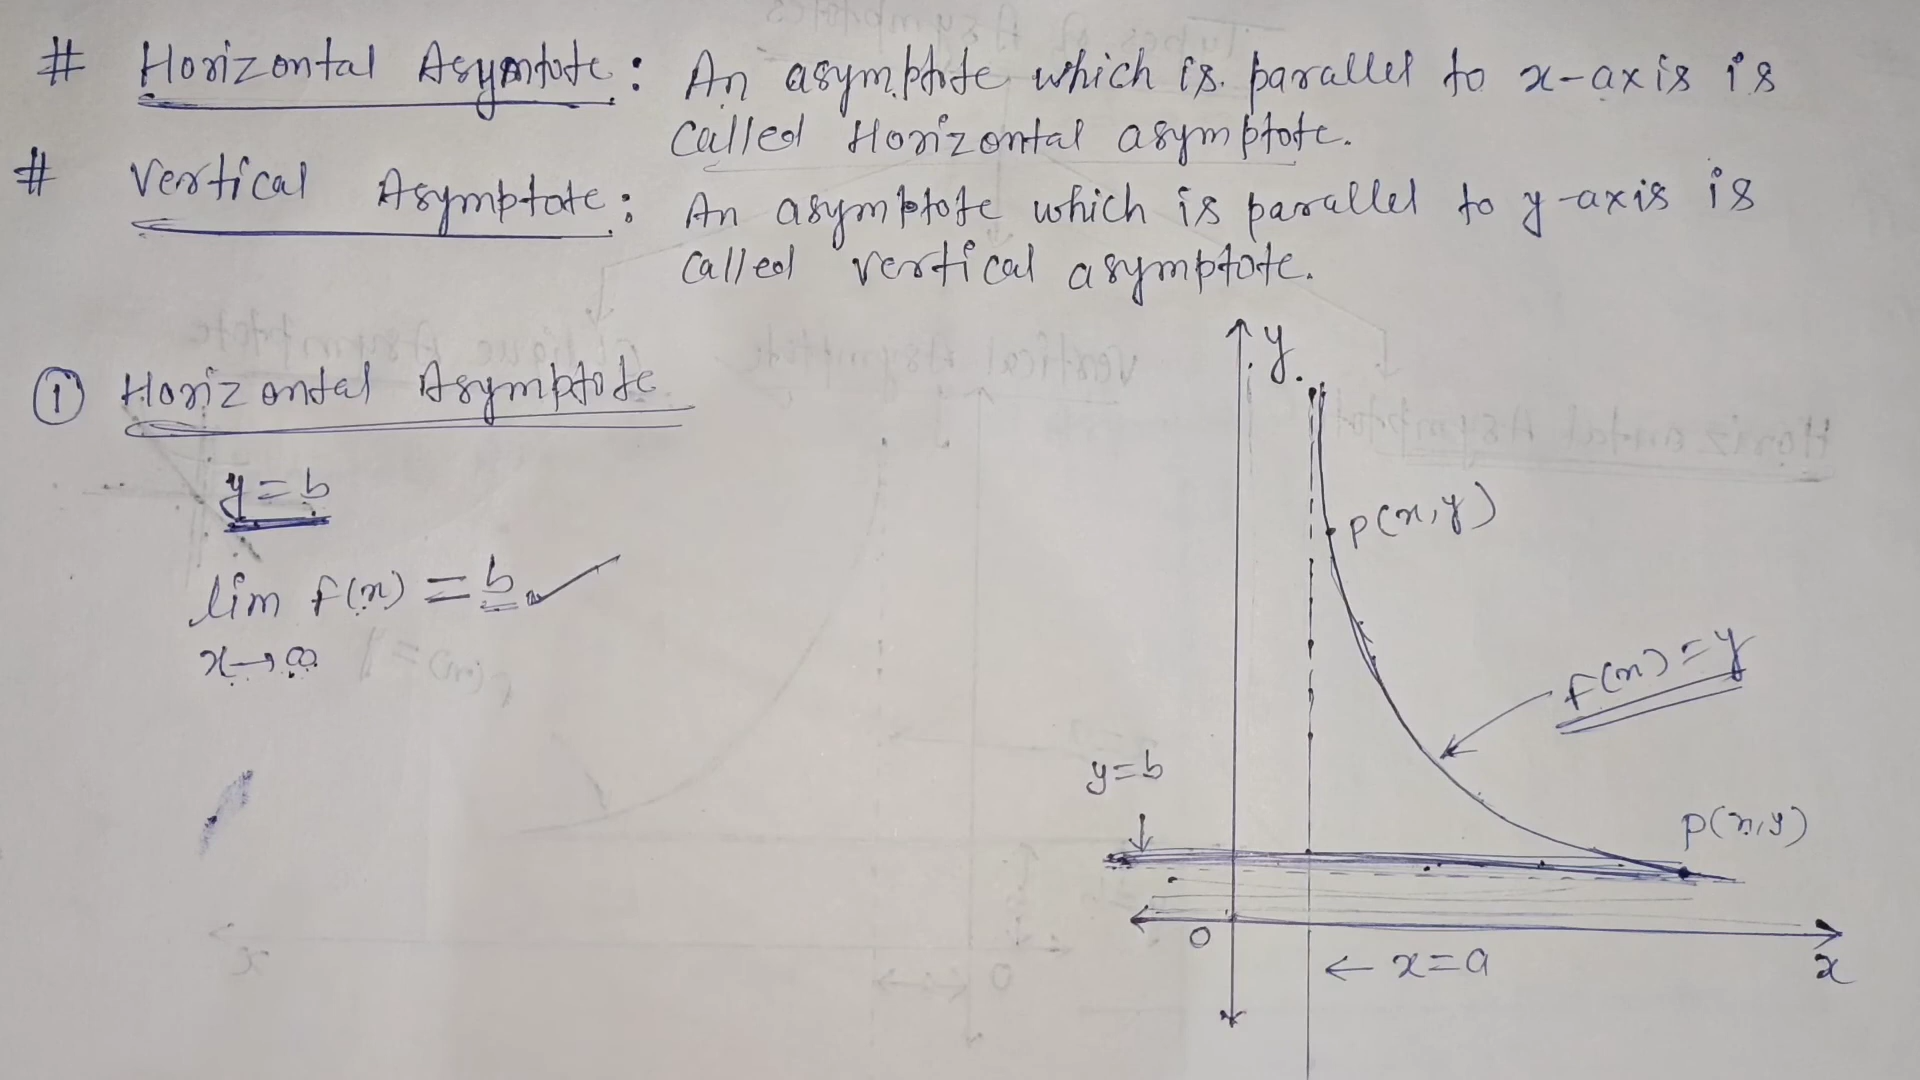 # Horizontal Asymptote : An asymptote which is parallel to x-axis is
called Horizontal asymptote.
# Vertical Asymptote : An asymptote which is parallel to y-axis is
called vertical asymptote.
① Horizontal Asymptote
y = b
lim f(x) = b ✓
x→∞
y
P(x,y)
f(x) = y
y=b
P(x,y)
0
← x=a
x